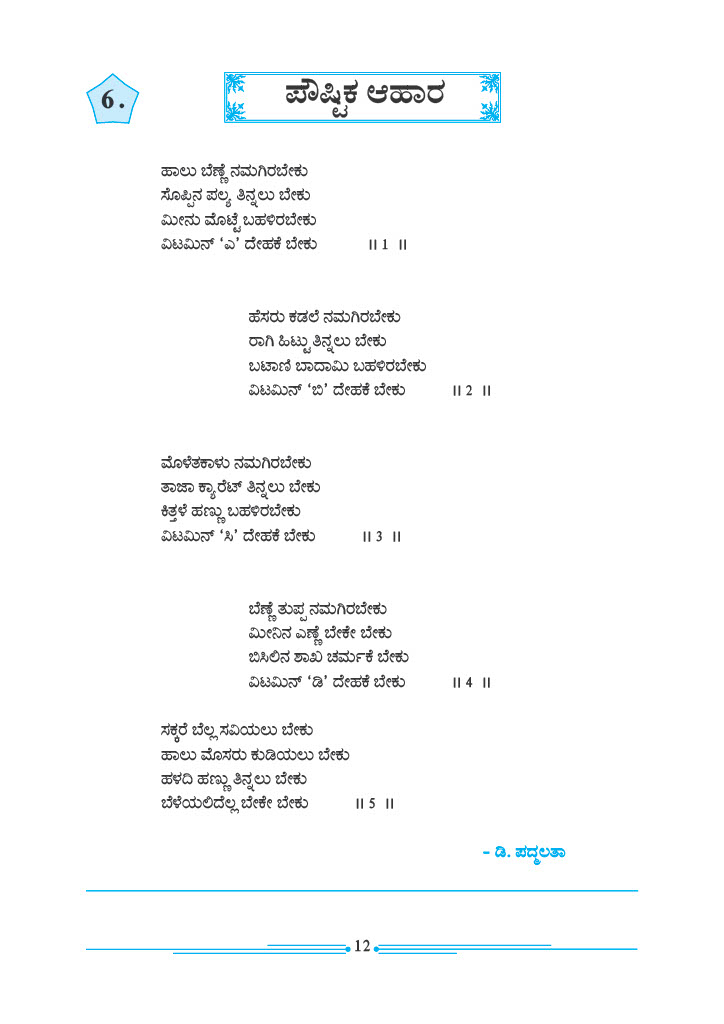 6.
ಪೌಷ್ಟಿಕ ಆಹಾರ
ಹಾಲು ಬೆಣ್ಣೆ ನಮಗಿರಬೇಕು
ಸೊಪ್ಪಿನ ಪಲ್ಯ ತಿನ್ನಲು ಬೇಕು
ಮೀನು ಮೊಟ್ಟೆ ಬಹಳಿರಬೇಕು
ವಿಟಮಿನ್ ‘ಎ’ ದೇಹಕೆ ಬೇಕು ॥ 1 ॥
ಹೆಸರು ಕಡಲೆ ನಮಗಿರಬೇಕು
ರಾಗಿ ಹಿಟ್ಟು ತಿನ್ನಲು ಬೇಕು
ಬಟಾಣಿ ಬಾದಾಮಿ ಬಹಳಿರಬೇಕು
ವಿಟಮಿನ್ ‘ಬಿ’ ದೇಹಕೆ ಬೇಕು ॥ 2 ॥
ಮೊಳೆತಕಾಳು ನಮಗಿರಬೇಕು
ತಾಜಾ ಕ್ಯಾರೆಟ್ ತಿನ್ನಲು ಬೇಕು
ಕಿತ್ತಳೆ ಹಣ್ಣು ಬಹಳಿರಬೇಕು
ವಿಟಮಿನ್ ‘ಸಿ’ ದೇಹಕೆ ಬೇಕು ॥ 3 ॥
ಬೆಣ್ಣೆ ತುಪ್ಪ ನಮಗಿರಬೇಕು
ಮೀನಿನ ಎಣ್ಣೆ ಬೇಕೇ ಬೇಕು
ಬಿಸಿಲಿನ ಶಾಖ ಚರ್ಮಕೆ ಬೇಕು
ವಿಟಮಿನ್ ‘ಡಿ’ ದೇಹಕೆ ಬೇಕು ॥ 4 ॥
ಸಕ್ಕರೆ ಬೆಲ್ಲ ಸವಿಯಲು ಬೇಕು
ಹಾಲು ಮೊಸರು ಕುಡಿಯಲು ಬೇಕು
ಹಳದಿ ಹಣ್ಣು ತಿನ್ನಲು ಬೇಕು
ಬೆಳೆಯಲಿದೆಲ್ಲ ಬೇಕೇ ಬೇಕು ॥ 5 ॥
– ಡಿ. ಪದ್ಮಲತಾ
12